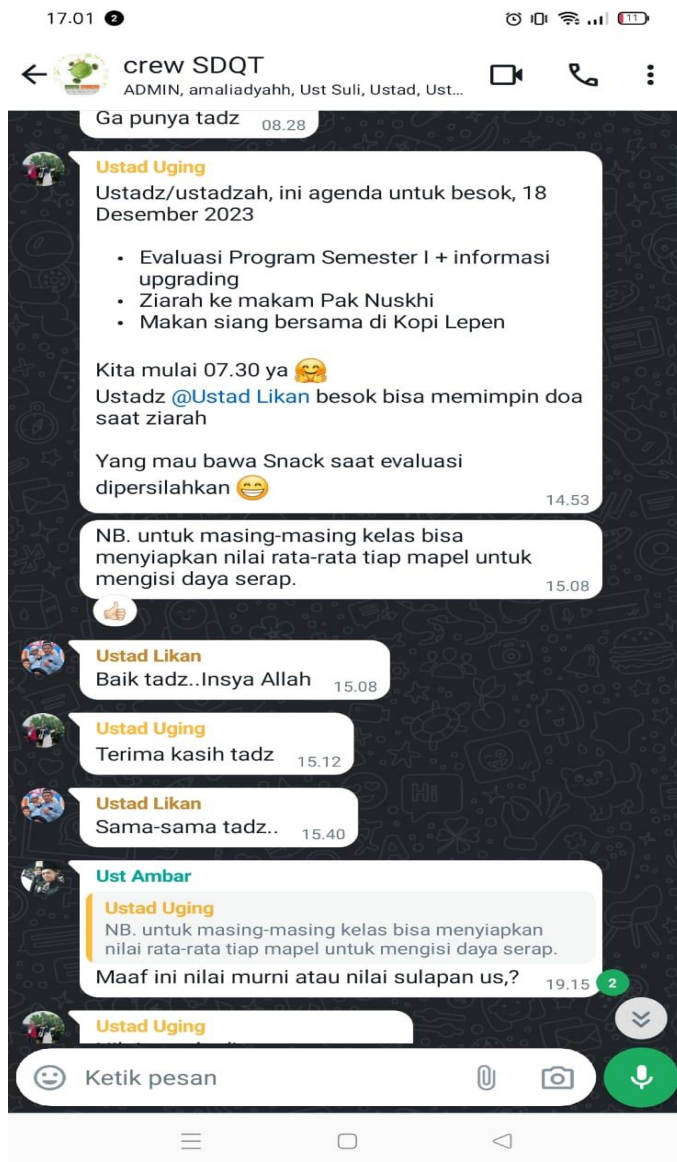 17.01 2
11
crew SDQT
ADMIN, amaliadyahh, Ust Suli, Ustad, Ust...
Ga punya tadz 08.28
Ustad Uging
Ustadz/ustadzah, ini agenda untuk besok, 18
Desember 2023
• Evaluasi Program Semester I + informasi
upgrading
• Ziarah ke makam Pak Nuskhi
• Makan siang bersama di Kopi Lepen
Kita mulai 07.30 ya 🤗
Ustadz @Ustad Likan besok bisa memimpin doa
saat ziarah
Yang mau bawa Snack saat evaluasi
dipersilahkan 😁
14.53
NB. untuk masing-masing kelas bisa
menyiapkan nilai rata-rata tiap mapel untuk
mengisi daya serap.
15.08
Ustad Likan
Baik tadz..Insya Allah 15.08
Ustad Uging
Terima kasih tadz 15.12
Ustad Likan
Sama-sama tadz.. 15.40
Ust Ambar
Ustad Uging
NB. untuk masing-masing kelas bisa menyiapkan
nilai rata-rata tiap mapel untuk mengisi daya serap.
Maaf ini nilai murni atau nilai sulapan us,? 19.15
2
Ustad Uging
Ketik pesan